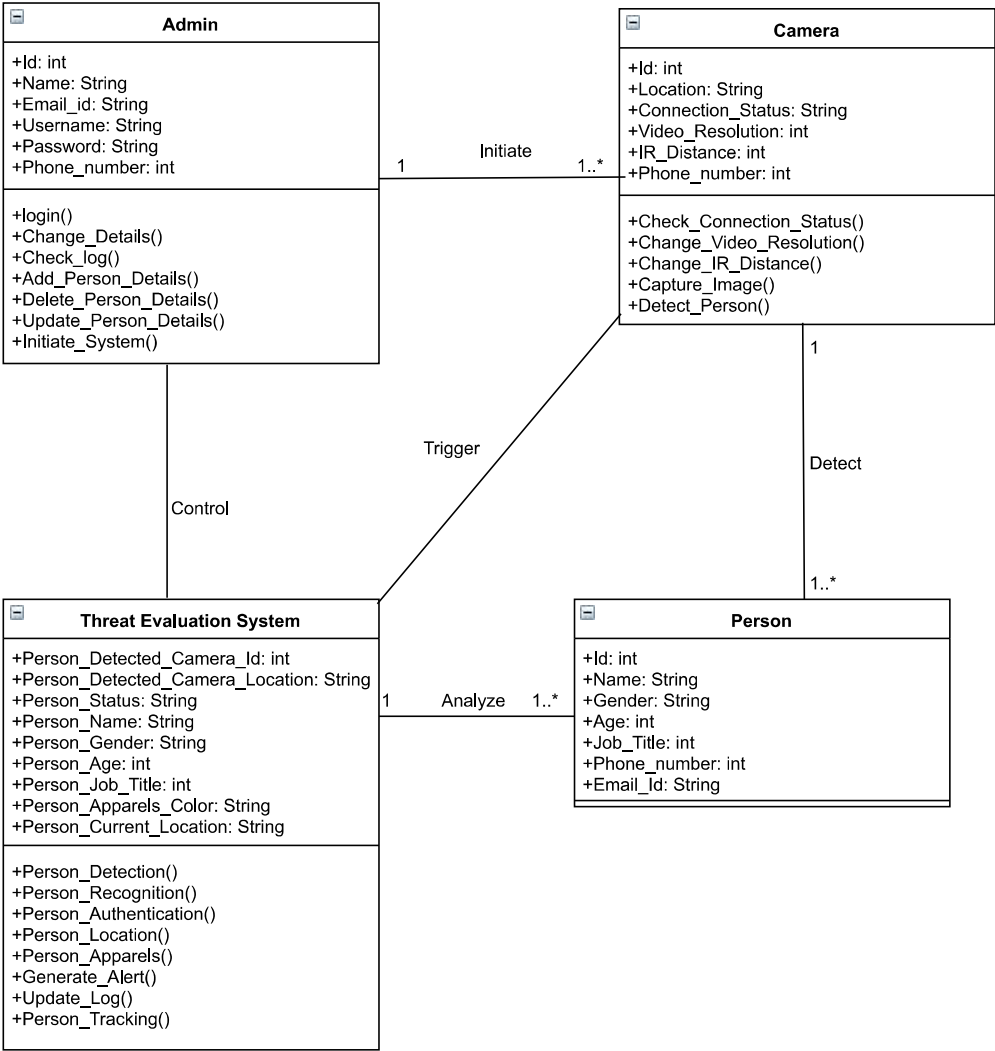 Admin
+Id: int
+Name: String
+Email_id: String
+Username: String
+Password: String
+Phone_number: int
+login()
+Change_Details()
+Check_log()
+Add_Person_Details()
+Delete_Person_Details()
+Update_Person_Details()
+Initiate_System()
Initiate
1
1..*
Camera
+Id: int
+Location: String
+Connection_Status: String
+Video_Resolution: int
+IR_Distance: int
+Phone_number: int
+Check_Connection_Status()
+Change_Video_Resolution()
+Change_IR_Distance()
+Capture_Image()
+Detect_Person()
1
Trigger
Detect
Control
1..*
Threat Evaluation System
+Person_Detected_Camera_Id: int
+Person_Detected_Camera_Location: String
+Person_Status: String
+Person_Name: String
+Person_Gender: String
+Person_Age: int
+Person_Job_Title: int
+Person_Apparels_Color: String
+Person_Current_Location: String
+Person_Detection()
+Person_Recognition()
+Person_Authentication()
+Person_Location()
+Person_Apparels()
+Generate_Alert()
+Update_Log()
+Person_Tracking()
1
Analyze
1..*
Person
+Id: int
+Name: String
+Gender: String
+Age: int
+Job_Title: int
+Phone_number: int
+Email_Id: String